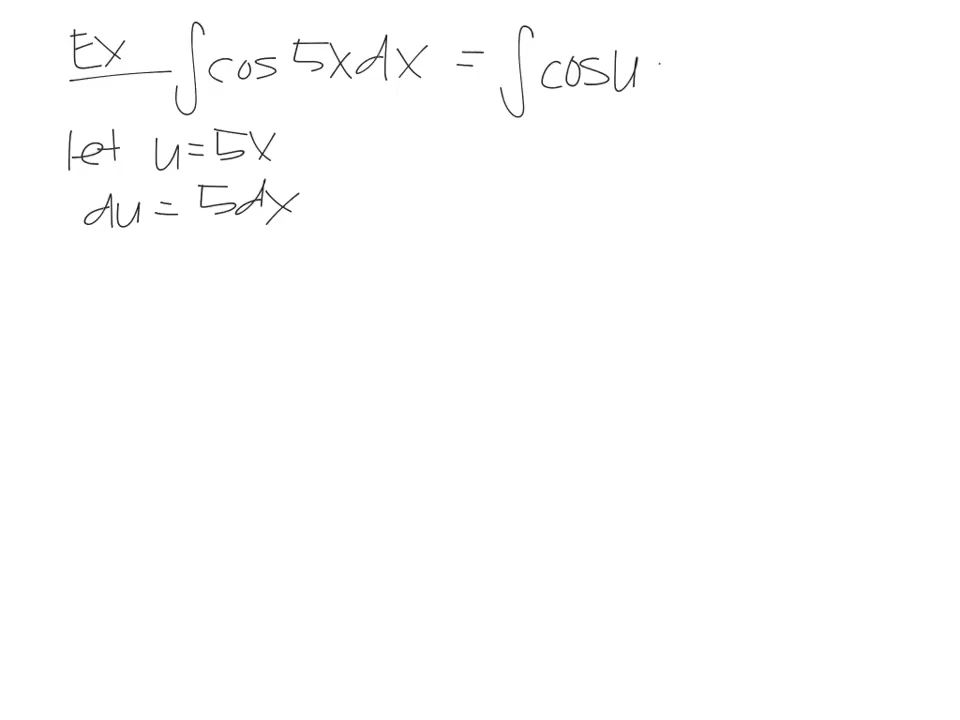 Ex ∫cos 5x dx = ∫cos u ·
let u = 5x
du = 5dx